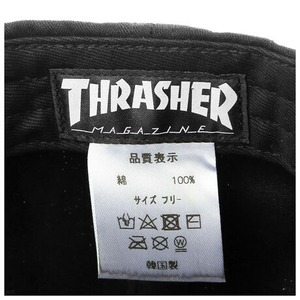 THRASHER
MAGAZINE
品質表示
綿 100%
サイズ フリー
韓国製